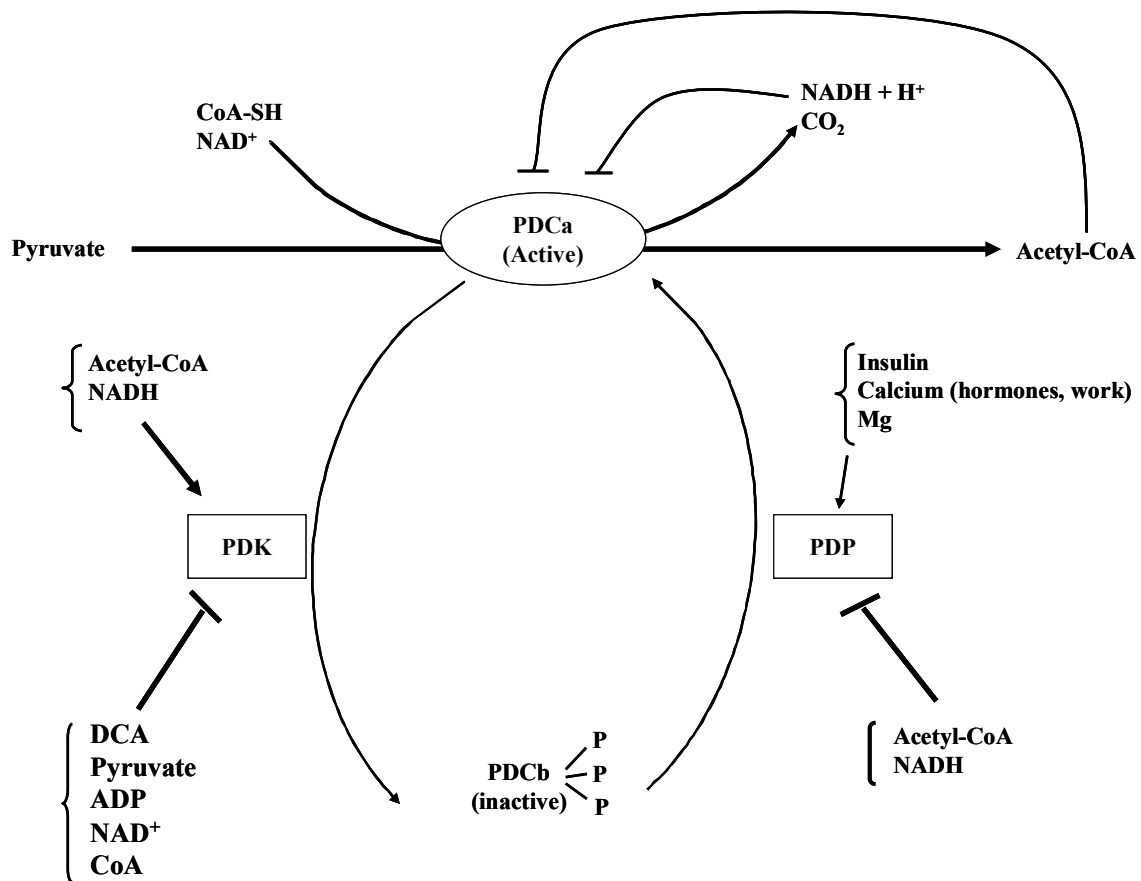 CoA-SH
NAD⁺
NADH + H⁺
CO₂
Pyruvate
PDCa
(Active)
Acetyl-CoA
Acetyl-CoA
NADH
Insulin
Calcium (hormones, work)
Mg
PDK
PDP
DCA
Pyruvate
ADP
NAD⁺
CoA
PDCb
(inactive)
P
P
P
Acetyl-CoA
NADH